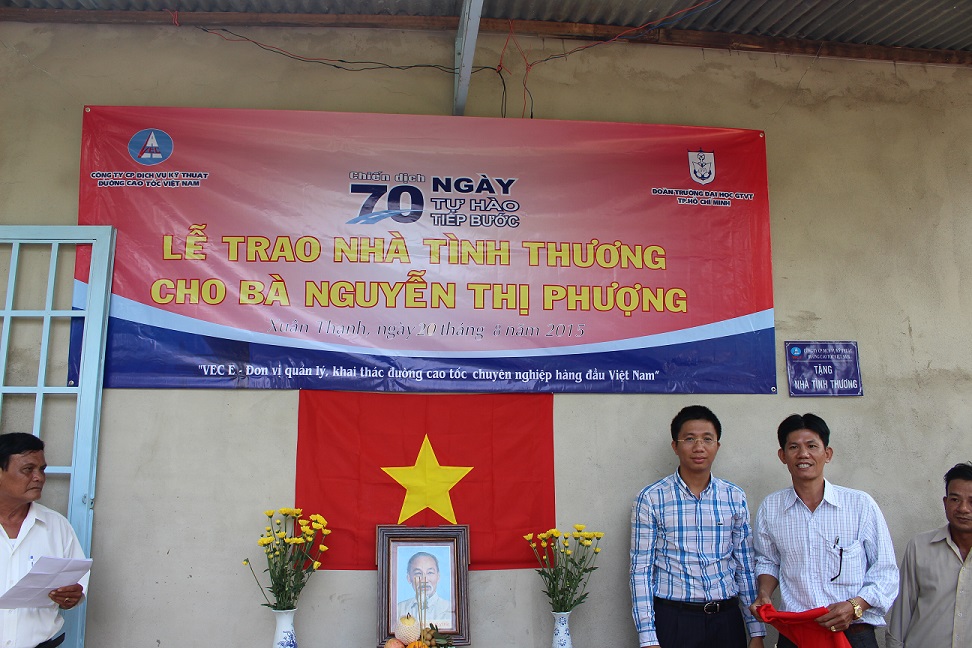 CÔNG TY CP DỊCH VỤ KỸ THUẬT
ĐƯỜNG CAO TỐC VIỆT NAM
Chiến dịch
70 NGÀY
TỰ HÀO
TIẾP BƯỚC
ĐOÀN TRƯỜNG ĐẠI HỌC GTVT
TP.HỒ CHÍ MINH
LỄ TRAO NHÀ TÌNH THƯƠNG
CHO BÀ NGUYỄN THỊ PHƯỢNG
Xuân Thạnh, ngày 20 tháng 8 năm 2015
"VEC E - Đơn vị quản lý, khai thác đường cao tốc chuyên nghiệp hàng đầu Việt Nam"
TẶNG
NHÀ TÌNH THƯƠNG